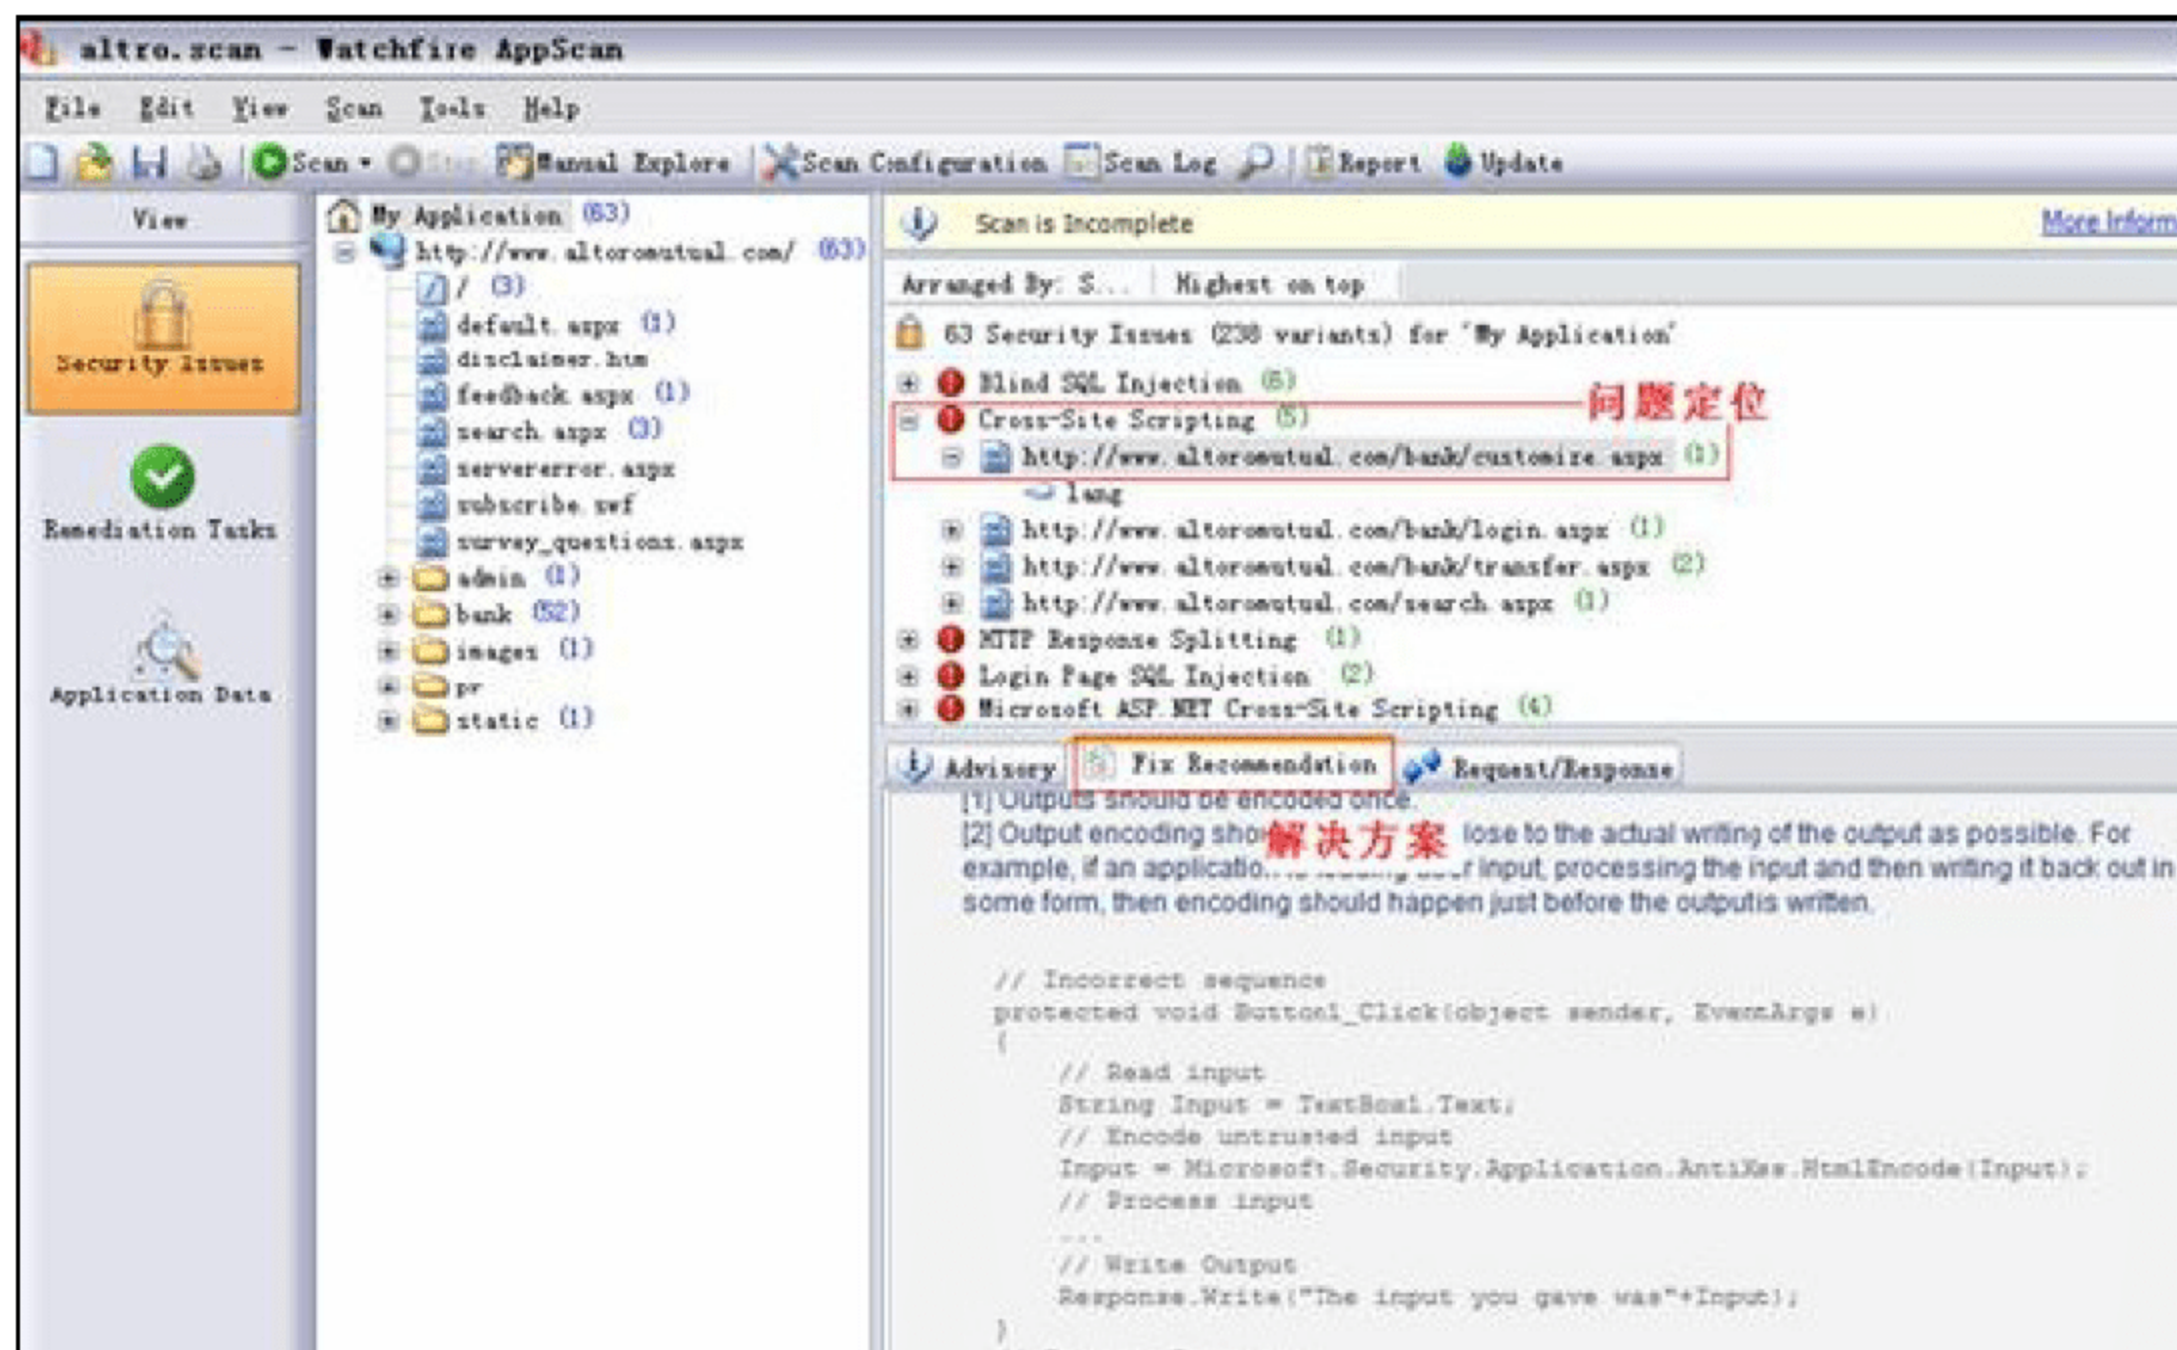 altro.scan - Watchfire AppScan
File Edit View Scan Tools Help
Scan Stop Manual Explore Scan Configuration Scan Log Report Update
View
Security Issues
Remediation Tasks
Application Data
My Application (63)
http://www.altoromutual.com/ (63)
/ (3)
default.aspx (1)
disclaimer.htm
feedback.aspx (1)
search.aspx (3)
servererror.aspx
subscribe.swf
survey_questions.aspx
admin (1)
bank (52)
images (1)
pr
static (1)
Scan is Incomplete
More Inform
Arranged By: S... Highest on top
63 Security Issues (238 variants) for 'My Application'
Blind SQL Injection (6)
问题定位
Cross-Site Scripting (5)
http://www.altoromutual.com/bank/customize.aspx (1)
lang
http://www.altoromutual.com/bank/login.aspx (1)
http://www.altoromutual.com/bank/transfer.aspx (2)
http://www.altoromutual.com/search.aspx (1)
HTTP Response Splitting (1)
Login Page SQL Injection (2)
Microsoft ASP.NET Cross-Site Scripting (4)
Advisory Fix Recommendation Request/Response
[1] Outputs should be encoded once.
[2] Output encoding sho 解决方案 lose to the actual writing of the output as possible. For
example, if an applicatio r input, processing the input and then writing it back out in
some form, then encoding should happen just before the outputis written.
// Incorrect sequence
protected void Button1_Click(object sender, EventArgs e)
{
// Read input
String Input = TextBox1.Text;
// Encode untrusted input
Input = Microsoft.Security.Application.AntiXss.HtmlEncode(Input);
// Process input
...
// Write Output
Response.Write("The input you gave was"+Input);
}